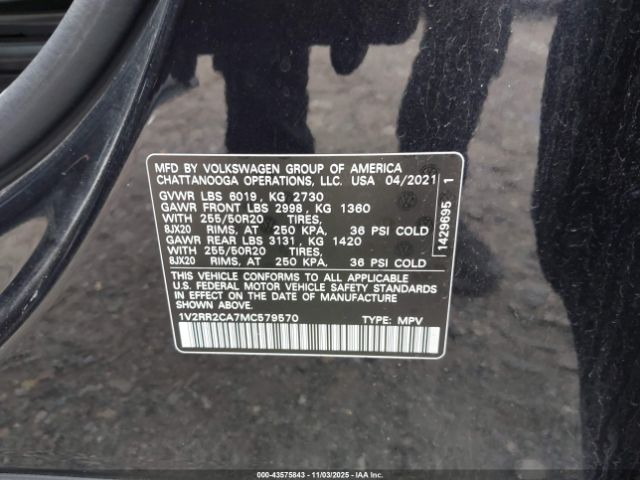 MFD BY VOLKSWAGEN GROUP OF AMERICA
CHATTANOOGA OPERATIONS, LLC. USA 04/2021
GVWR LBS 6019, KG 2730
GAWR FRONT LBS 2998, KG 1360
WITH 255/50R20 TIRES,
8JX20 RIMS, AT 250 KPA, 36 PSI COLD
GAWR REAR LBS 3131, KG 1420
WITH 255/50R20 TIRES,
8JX20 RIMS, AT 250 KPA, 36 PSI COLD
THIS VEHICLE CONFORMS TO ALL APPLICABLE
U.S. FEDERAL MOTOR VEHICLE SAFETY STANDARDS
IN EFFECT ON THE DATE OF MANUFACTURE
SHOWN ABOVE.
1V2RR2CA7MC579570 TYPE: MPV
1429695 1
000-43575843 - 11/03/2025 - IAAI.COM